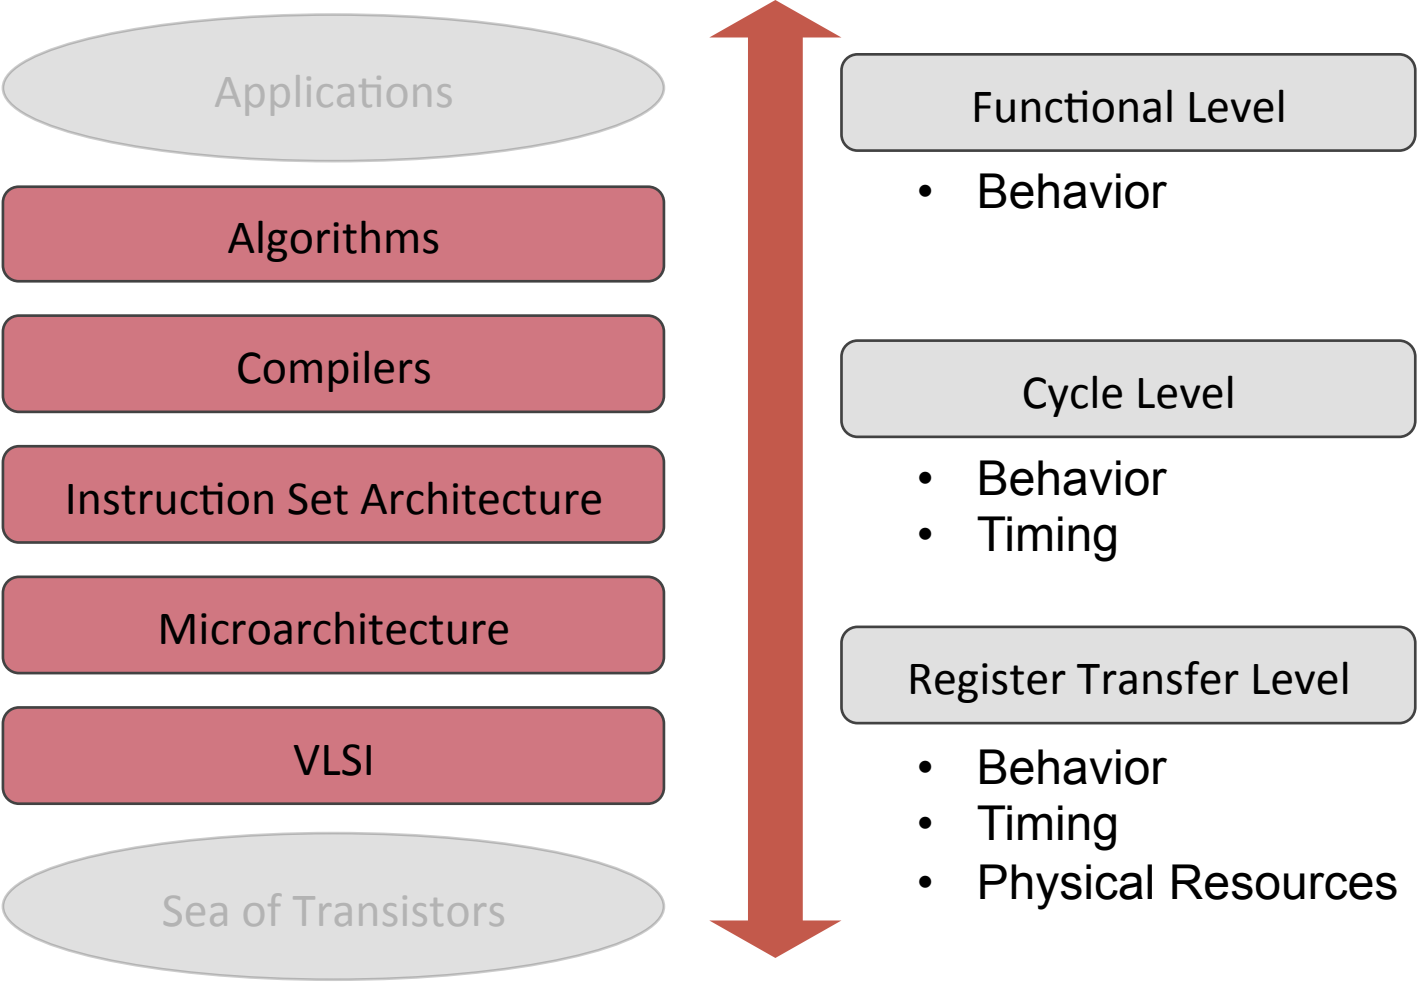 Applications
Algorithms
Compilers
Instruction Set Architecture
Microarchitecture
VLSI
Sea of Transistors
Functional Level
• Behavior
Cycle Level
• Behavior
• Timing
Register Transfer Level
• Behavior
• Timing
• Physical Resources